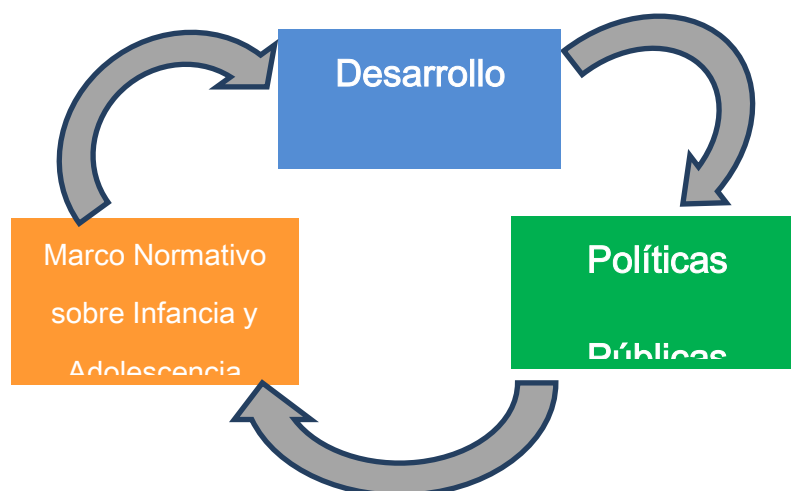 Desarrollo
Políticas
Públicas
Marco Normativo
sobre Infancia y
Adolescencia